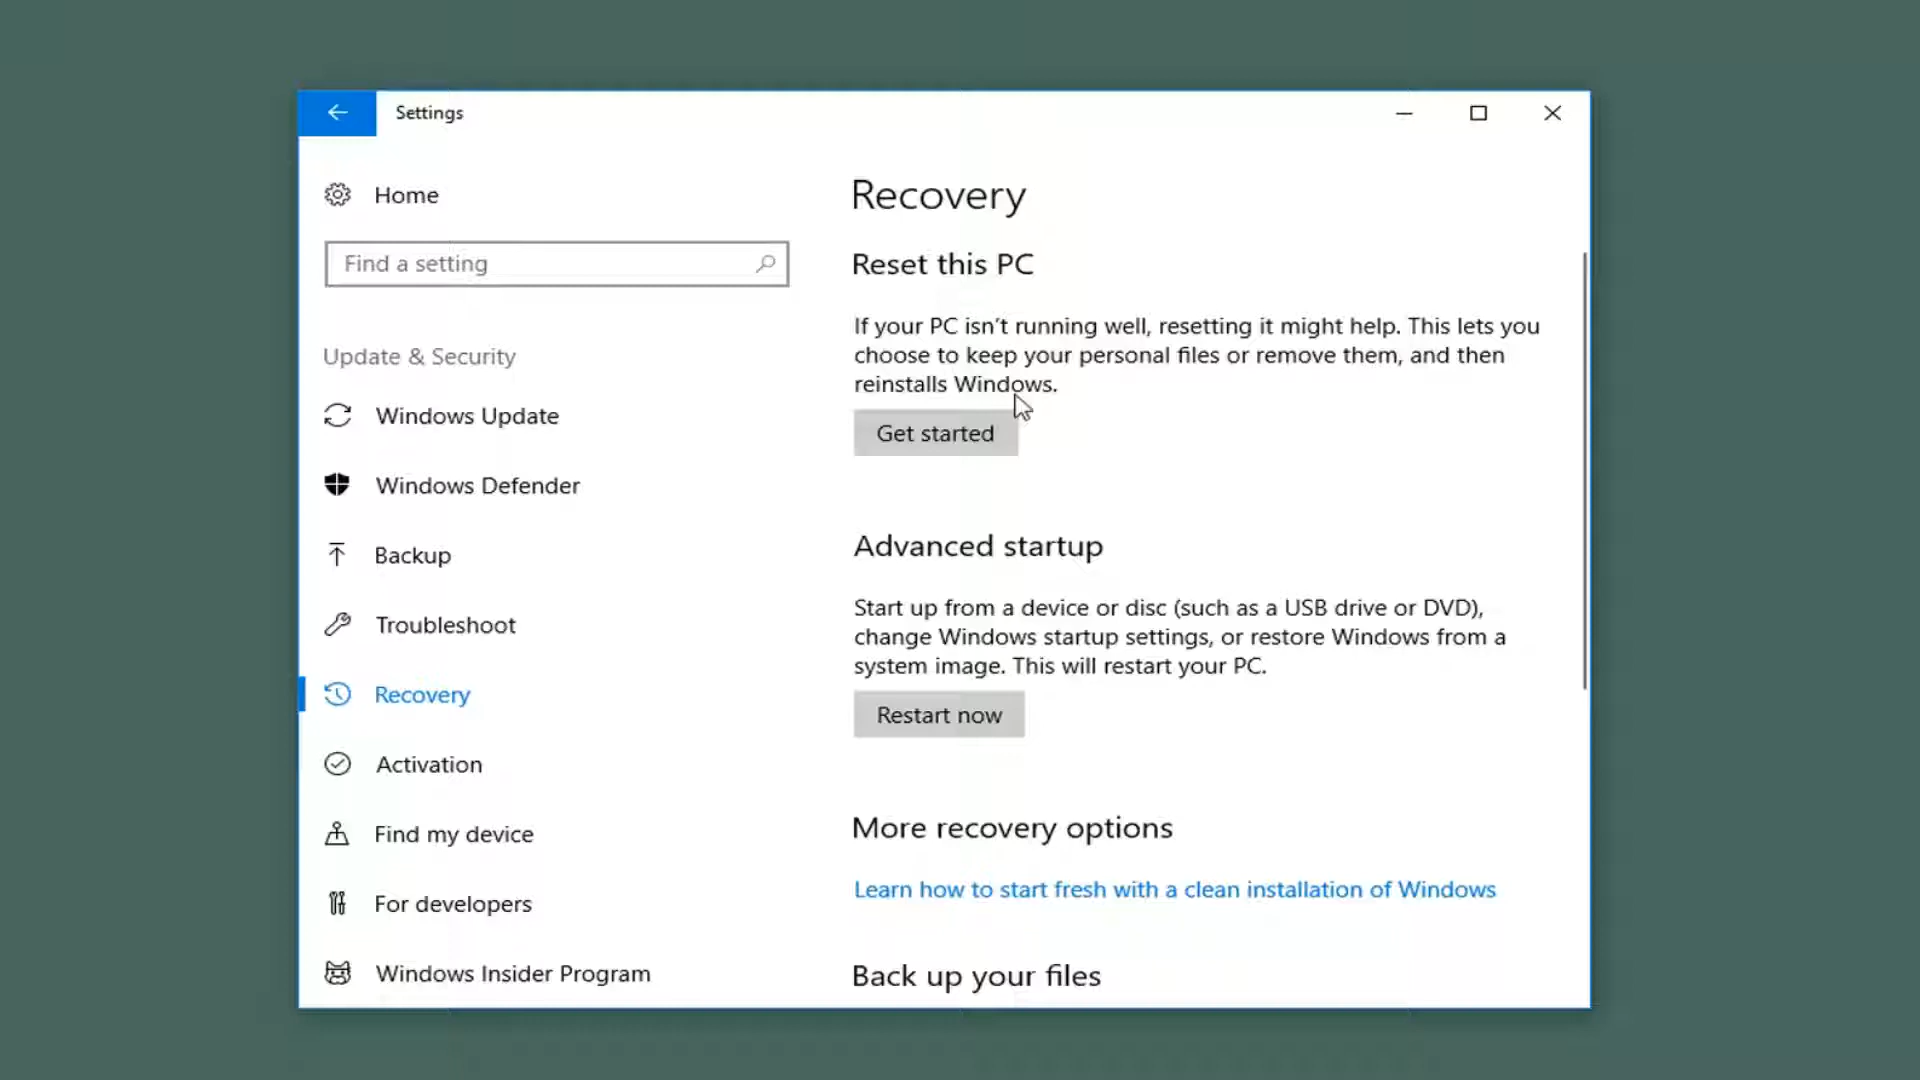 Settings
Home
Find a setting
Update & Security
Windows Update
Windows Defender
Backup
Troubleshoot
Recovery
Activation
Find my device
For developers
Windows Insider Program
Recovery
Reset this PC
If your PC isn't running well, resetting it might help. This lets you
choose to keep your personal files or remove them, and then
reinstalls Windows.
Get started
Advanced startup
Start up from a device or disc (such as a USB drive or DVD),
change Windows startup settings, or restore Windows from a
system image. This will restart your PC.
Restart now
More recovery options
Learn how to start fresh with a clean installation of Windows
Back up your files